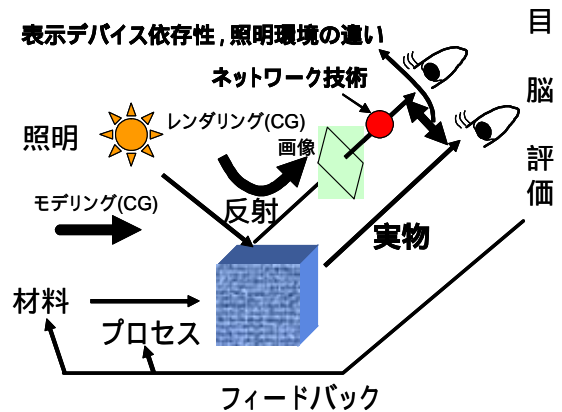 表示デバイス依存性,照明環境の違い
目
脳
評
価
ネットワーク技術
レンダリング(CG)
画像
照明
モデリング(CG)
反射
実物
材料
プロセス
フィードバック